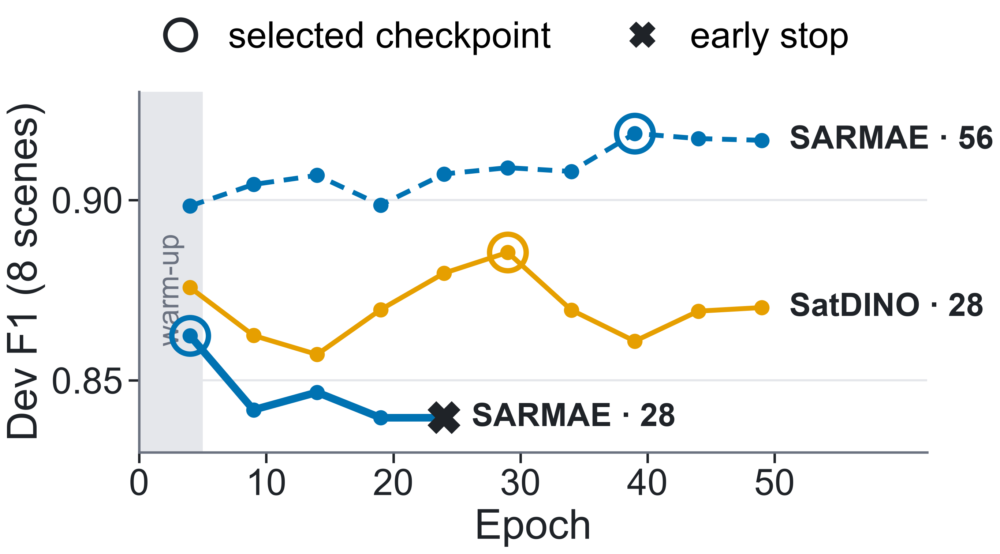 selected checkpoint
early stop
Dev F1 (8 scenes)
0.90
0.85
warm-up
SARMAE · 56
SatDINO · 28
SARMAE · 28
0 10 20 30 40 50
Epoch